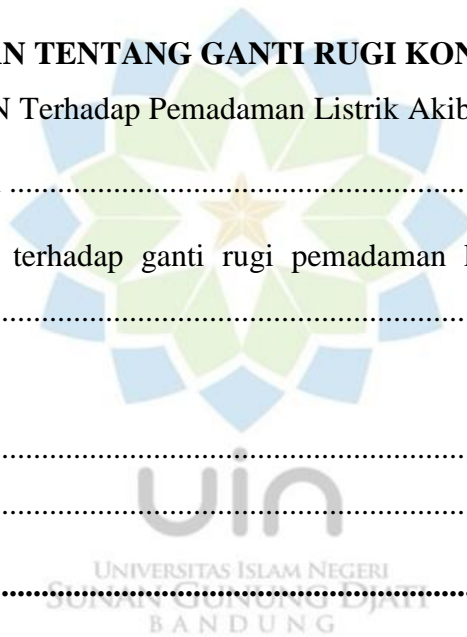 AN TENTANG GANTI RUGI KON
N Terhadap Pemadaman Listrik Akib
....................................................................
terhadap ganti rugi pemadaman
....................................................................
....................................................................
uin
....................................................................
UNIVERSITAS ISLAM NEGERI
SUNAN GUNUNG DJATI
....................................................................
BANDUNG